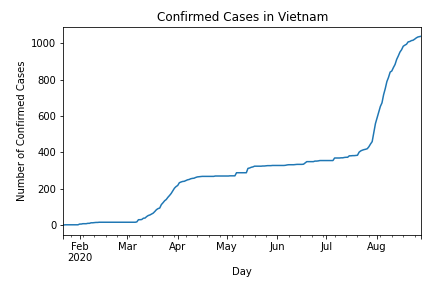 Confirmed Cases in Vietnam
Number of Confirmed Cases
1000
800
600
400
200
0
Feb Mar Apr May Jun Jul Aug
2020
Day